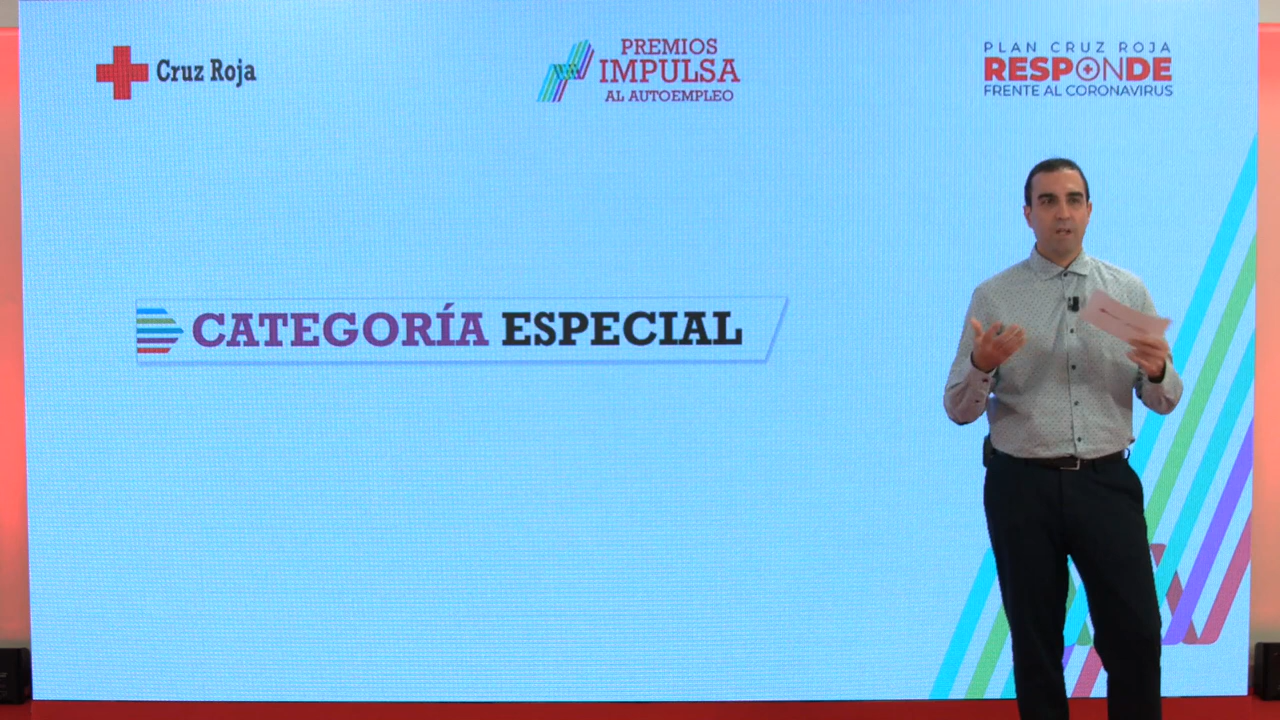 Cruz Roja
PREMIOS
IMPULSA
AL AUTOEMPLEO
PLAN CRUZ ROJA
RESPONDE
FRENTE AL CORONAVIRUS
CATEGORÍA ESPECIAL